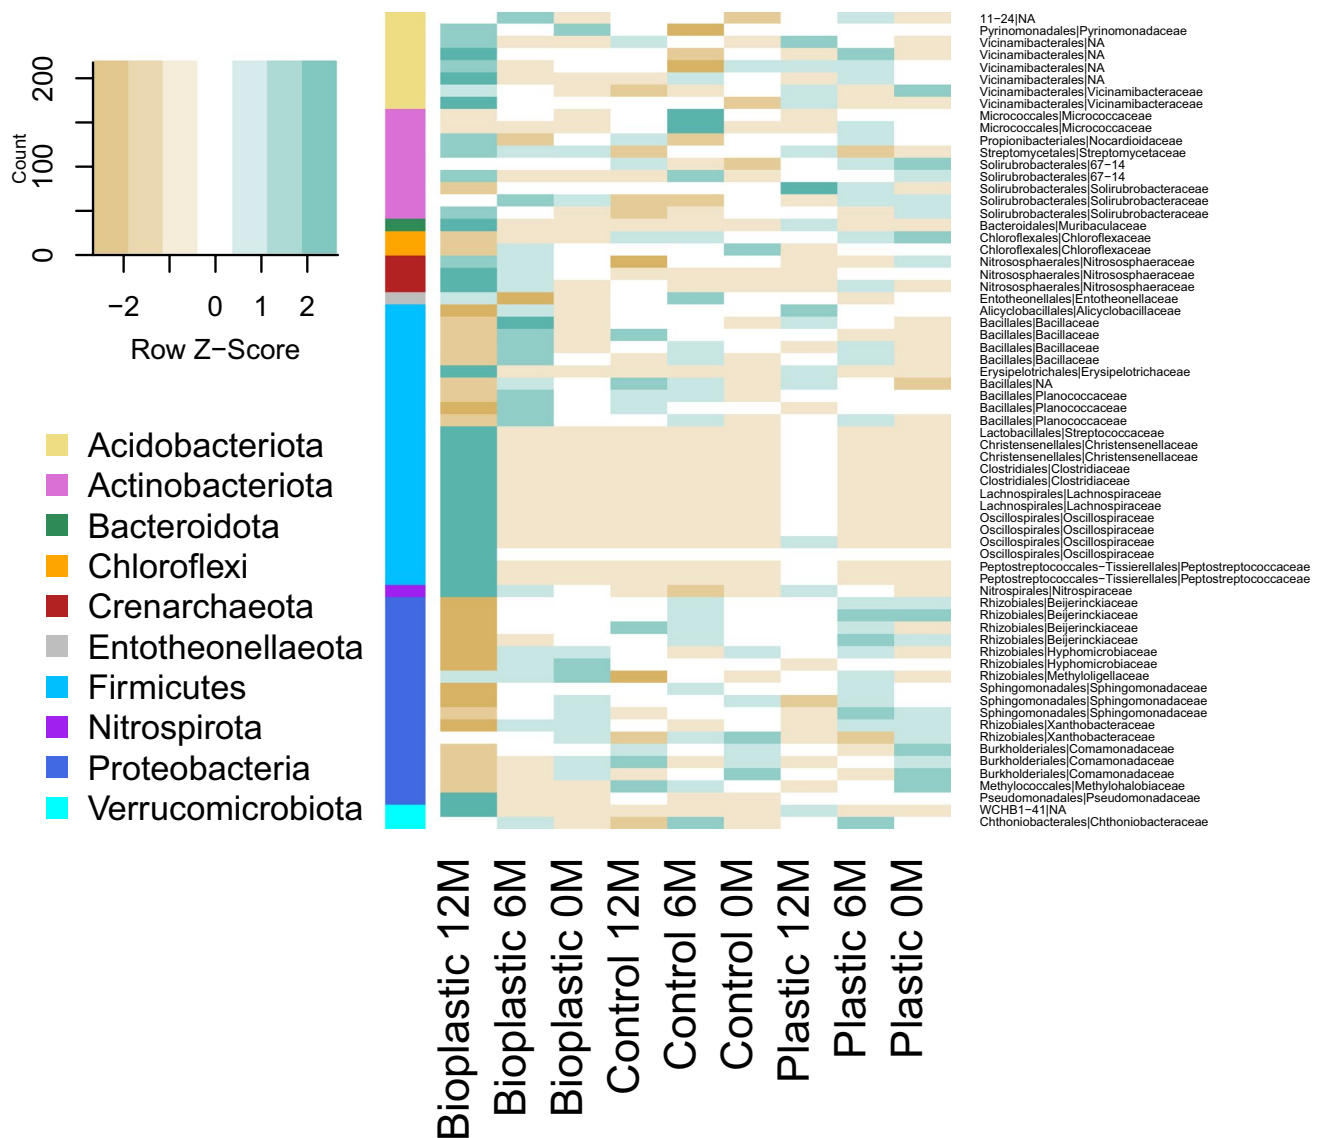 200
100
0
Count
−2
0
1
2
Row Z−Score
Acidobacteriota
Actinobacteriota
Bacteroidota
Chloroflexi
Crenarchaeota
Entotheonellaeota
Firmicutes
Nitrospirota
Proteobacteria
Verrucomicrobiota
11−24|NA
Pyrinomonadales|Pyrinomonadaceae
Vicinamibacterales|NA
Vicinamibacterales|NA
Vicinamibacterales|NA
Vicinamibacterales|NA
Vicinamibacterales|Vicinamibacteraceae
Vicinamibacterales|Vicinamibacteraceae
Micrococcales|Micrococcaceae
Micrococcales|Micrococcaceae
Propionibacteriales|Nocardioidaceae
Streptomycetales|Streptomycetaceae
Solirubrobacterales|67−14
Solirubrobacterales|67−14
Solirubrobacterales|Solirubrobacteraceae
Solirubrobacterales|Solirubrobacteraceae
Solirubrobacterales|Solirubrobacteraceae
Bacteroidales|Muribaculaceae
Chloroflexales|Chloroflexaceae
Chloroflexales|Chloroflexaceae
Nitrososphaerales|Nitrososphaeraceae
Nitrososphaerales|Nitrososphaeraceae
Nitrososphaerales|Nitrososphaeraceae
Entotheonellales|Entotheonellaceae
Alicyclobacillales|Alicyclobacillaceae
Bacillales|Bacillaceae
Bacillales|Bacillaceae
Bacillales|Bacillaceae
Bacillales|Bacillaceae
Erysipelotrichales|Erysipelotrichaceae
Bacillales|NA
Bacillales|Planococcaceae
Bacillales|Planococcaceae
Bacillales|Planococcaceae
Lactobacillales|Streptococcaceae
Christensenellales|Christensenellaceae
Christensenellales|Christensenellaceae
Clostridiales|Clostridiaceae
Clostridiales|Clostridiaceae
Lachnospirales|Lachnospiraceae
Lachnospirales|Lachnospiraceae
Oscillospirales|Oscillospiraceae
Oscillospirales|Oscillospiraceae
Oscillospirales|Oscillospiraceae
Oscillospirales|Oscillospiraceae
Peptostreptococcales−Tissierellales|Peptostreptococcaceae
Peptostreptococcales−Tissierellales|Peptostreptococcaceae
Nitrospirales|Nitrospiraceae
Rhizobiales|Beijerinckiaceae
Rhizobiales|Beijerinckiaceae
Rhizobiales|Beijerinckiaceae
Rhizobiales|Beijerinckiaceae
Rhizobiales|Hyphomicrobiaceae
Rhizobiales|Hyphomicrobiaceae
Rhizobiales|Methyloligellaceae
Sphingomonadales|Sphingomonadaceae
Sphingomonadales|Sphingomonadaceae
Sphingomonadales|Sphingomonadaceae
Rhizobiales|Xanthobacteraceae
Rhizobiales|Xanthobacteraceae
Burkholderiales|Comamonadaceae
Burkholderiales|Comamonadaceae
Burkholderiales|Comamonadaceae
Methylococcales|Methylohalobiaceae
Pseudomonadales|Pseudomonadaceae
WCHB1−41|NA
Chthoniobacterales|Chthoniobacteraceae
Bioplastic 12M
Bioplastic 6M
Bioplastic 0M
Control 12M
Control 6M
Control 0M
Plastic 12M
Plastic 6M
Plastic 0M